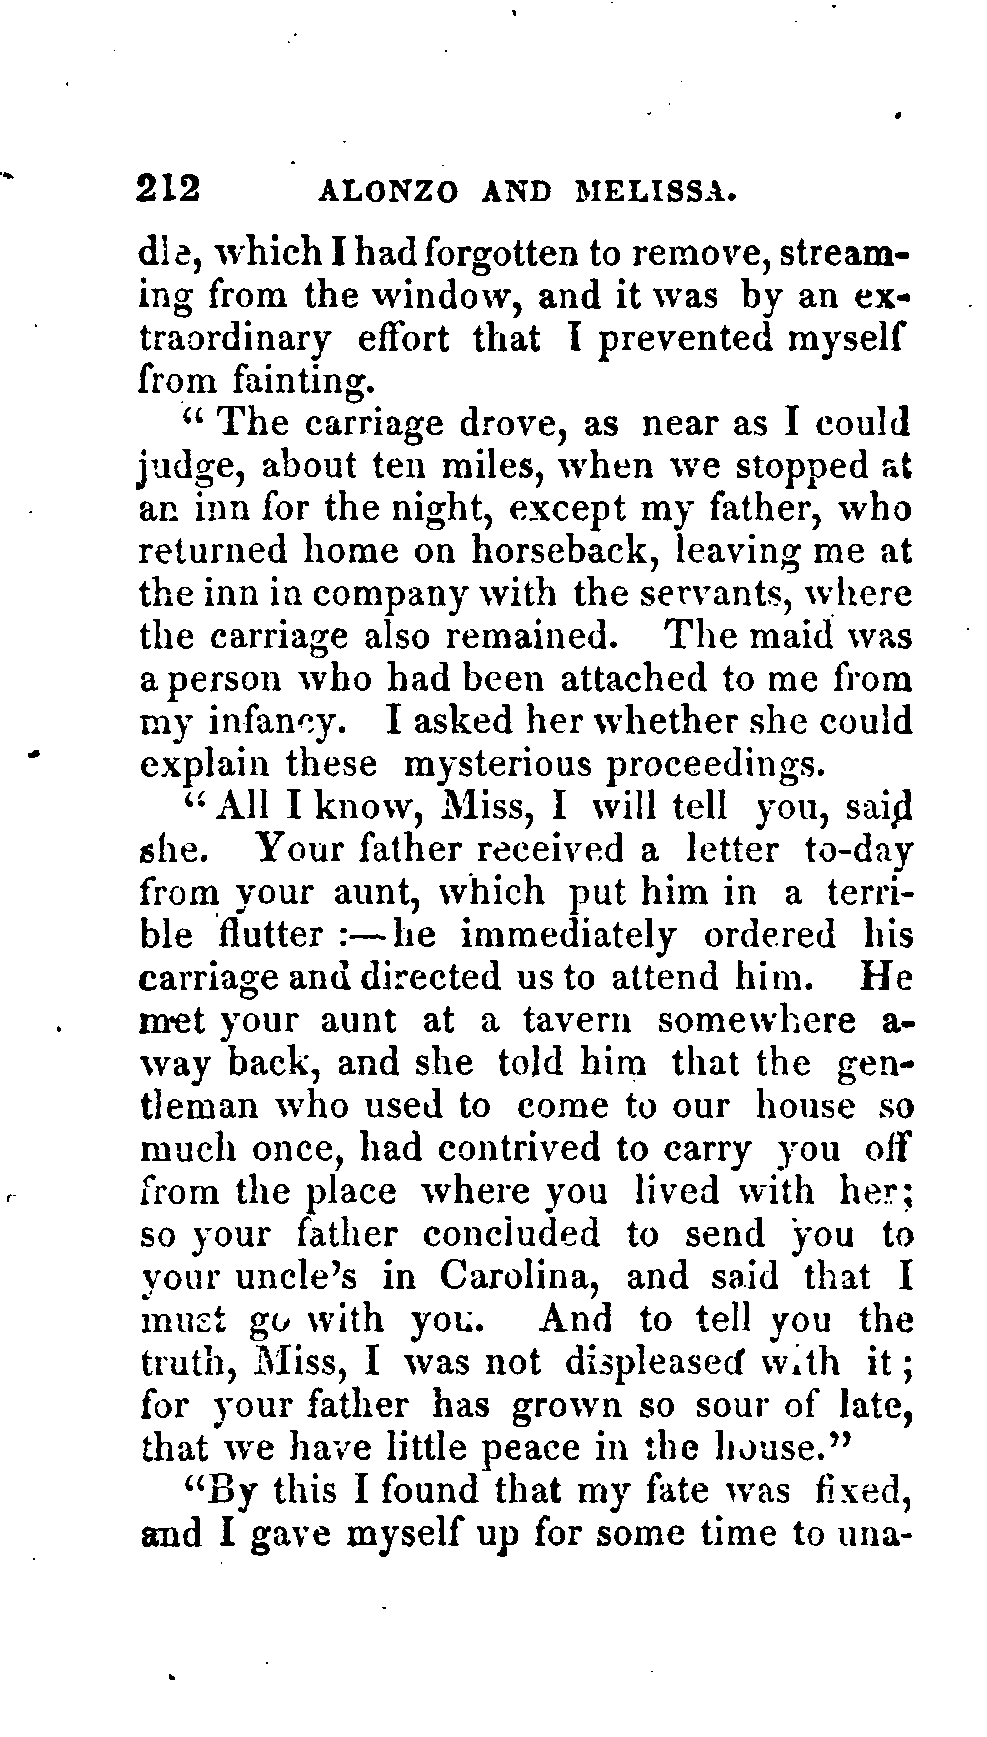 212 ALONZO AND MELISSA.
dle, which I had forgotten to remove, stream-
ing from the window, and it was by an ex-
traordinary effort that I prevented myself
from fainting.
“ The carriage drove, as near as I could
judge, about ten miles, when we stopped at
an inn for the night, except my father, who
returned home on horseback, leaving me at
the inn in company with the servants, where
the carriage also remained. The maid was
a person who had been attached to me from
my infancy. I asked her whether she could
explain these mysterious proceedings.
“ All I know, Miss, I will tell you, said
she. Your father received a letter to-day
from your aunt, which put him in a terri-
ble flutter :—he immediately ordered his
carriage and directed us to attend him. He
met your aunt at a tavern somewhere a-
way back, and she told him that the gen-
tleman who used to come to our house so
much once, had contrived to carry you off
from the place where you lived with her;
so your father concluded to send you to
your uncle’s in Carolina, and said that I
must go with you. And to tell you the
truth, Miss, I was not displeased with it ;
for your father has grown so sour of late,
that we have little peace in the house.”
“By this I found that my fate was fixed,
and I gave myself up for some time to una-